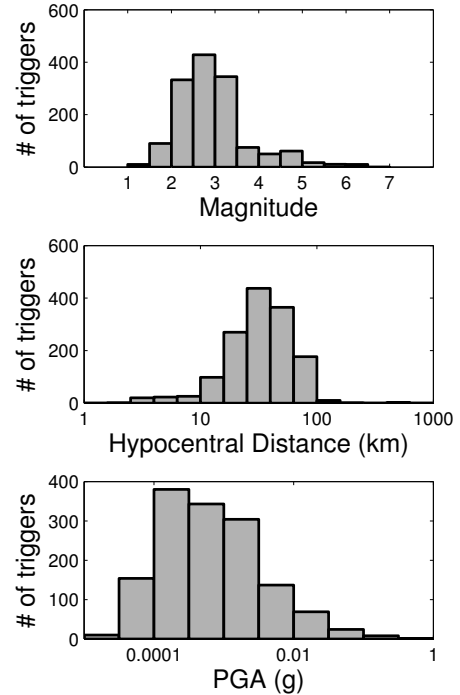 600
400
200
0
# of triggers
1 2 3 4 5 6 7
Magnitude
600
400
200
0
# of triggers
1 10 100 1000
Hypocentral Distance (km)
400
300
200
100
0
# of triggers
0.0001 0.01 1
PGA (g)